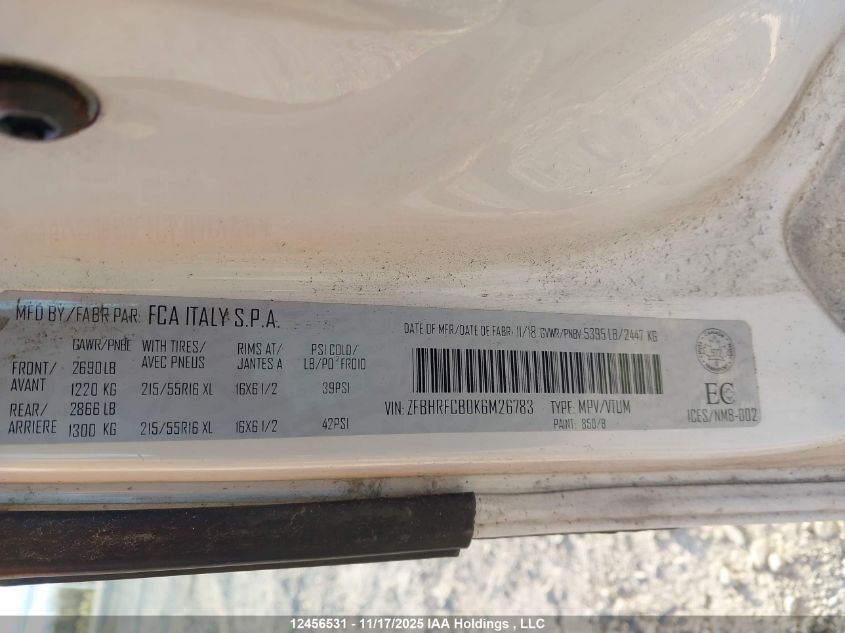 MFD BY/FABR PAR: FCA ITALY S.P.A.
DATE OF MFR/DATE DE FABR: 11/18 GVWR/PNBV: 5395 LB/2447 KG
GAWR/PNBE WITH TIRES/ AVEC PNEUS RIMS AT/ JANTES A PSI COLD/ LB/PO² FROID
FRONT/ AVANT 2690 LB
1220 KG 215/55R16 XL 16X6 1/2 39PSI
REAR/ ARRIERE 2866 LB
1300 KG 215/55R16 XL 16X6 1/2 42PSI
VIN: ZFBHRFCB0K6M26783 TYPE: MPV/VTUM
PAINT: 850/B
EC
ICES/NMB-002
12456531 - 11/17/2025 IAA Holdings , LLC